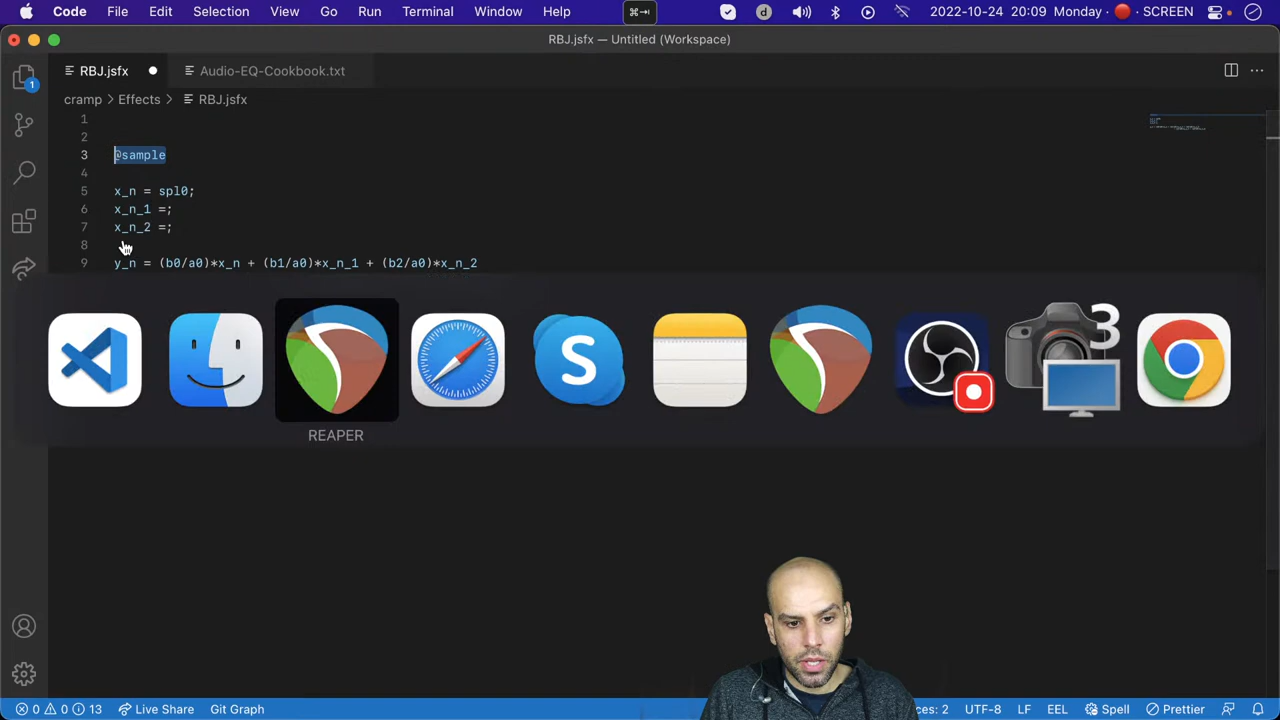 Code File Edit Selection View Go Run Terminal Window Help 2022-10-24 20:09 Monday SCREEN
RBJ.jsfx — Untitled (Workspace)
RBJ.jsfx Audio-EQ-Cookbook.txt
cramp > Effects > RBJ.jsfx
1
2
3 @sample
4
5 x_n = spl0;
6 x_n_1 =;
7 x_n_2 =;
8
9 y_n = (b0/a0)*x_n + (b1/a0)*x_n_1 + (b2/a0)*x_n_2
S
3
REAPER
0 0 13 Live Share Git Graph ces: 2 UTF-8 LF EEL Spell Prettier